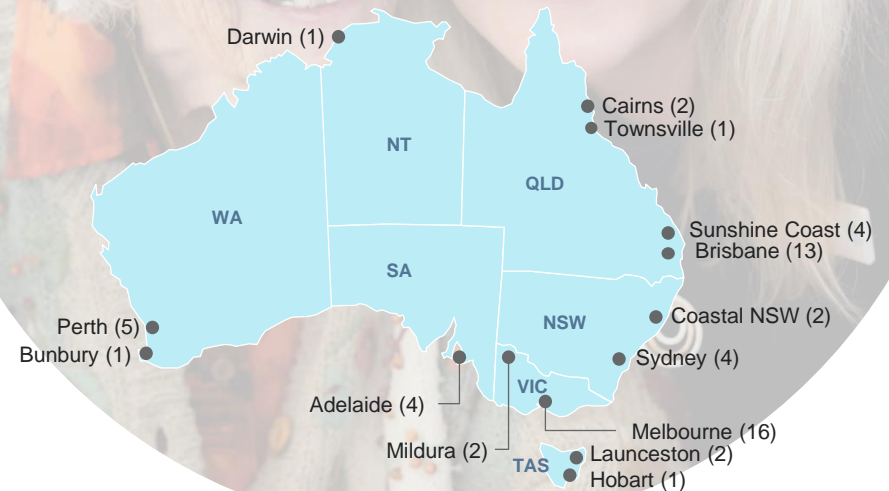 Darwin (1)
Cairns (2)
Townsville (1)
NT
QLD
WA
Sunshine Coast (4)
Brisbane (13)
SA
Coastal NSW (2)
NSW
Perth (5)
Bunbury (1)
Sydney (4)
VIC
Adelaide (4)
Melbourne (16)
Mildura (2)
Launceston (2)
TAS
Hobart (1)